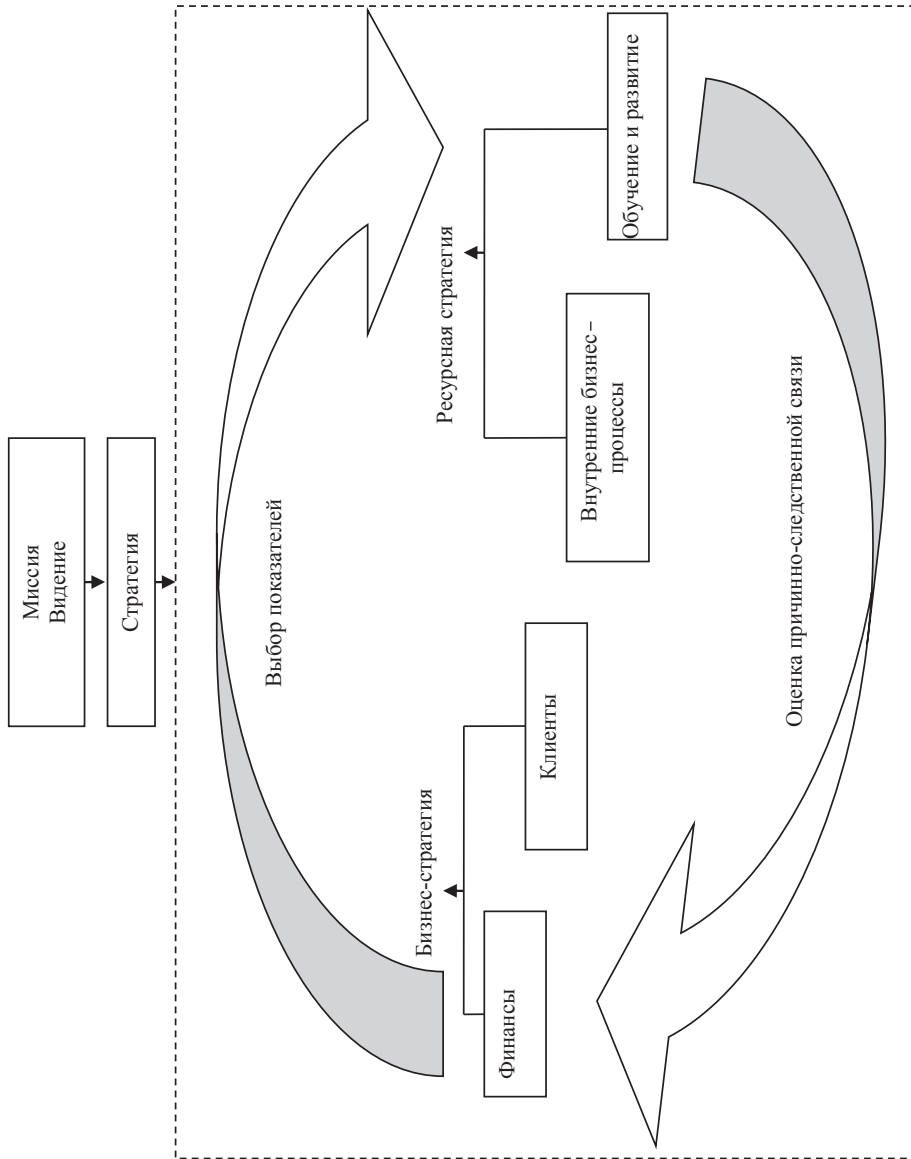 Миссия
Видение
Стратегия
Выбор показателей
Бизнес-стратегия
Ресурсная стратегия
Финансы
Клиенты
Внутренние бизнес–
процессы
Обучение и развитие
Оценка причинно-следственной связи